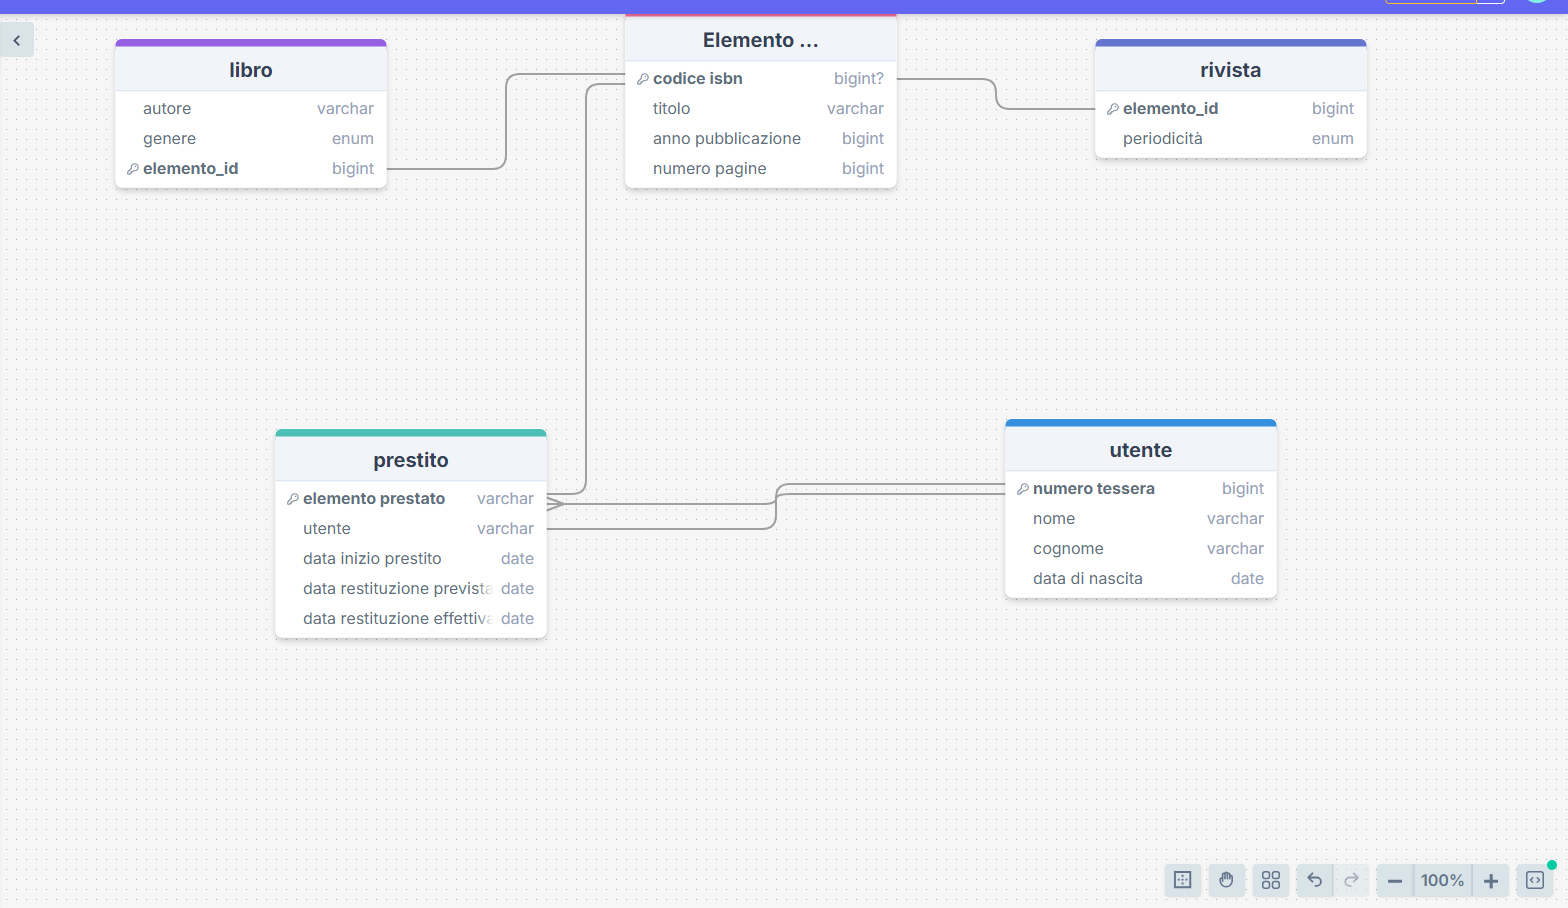 libro
autore varchar
genere enum
elemento_id bigint
Elemento ...
codice isbn bigint?
titolo varchar
anno pubblicazione bigint
numero pagine bigint
rivista
elemento_id bigint
periodicità enum
prestito
elemento prestato varchar
utente varchar
data inizio prestito date
data restituzione prevista date
data restituzione effettiva date
utente
numero tessera bigint
nome varchar
cognome varchar
data di nascita date
100%